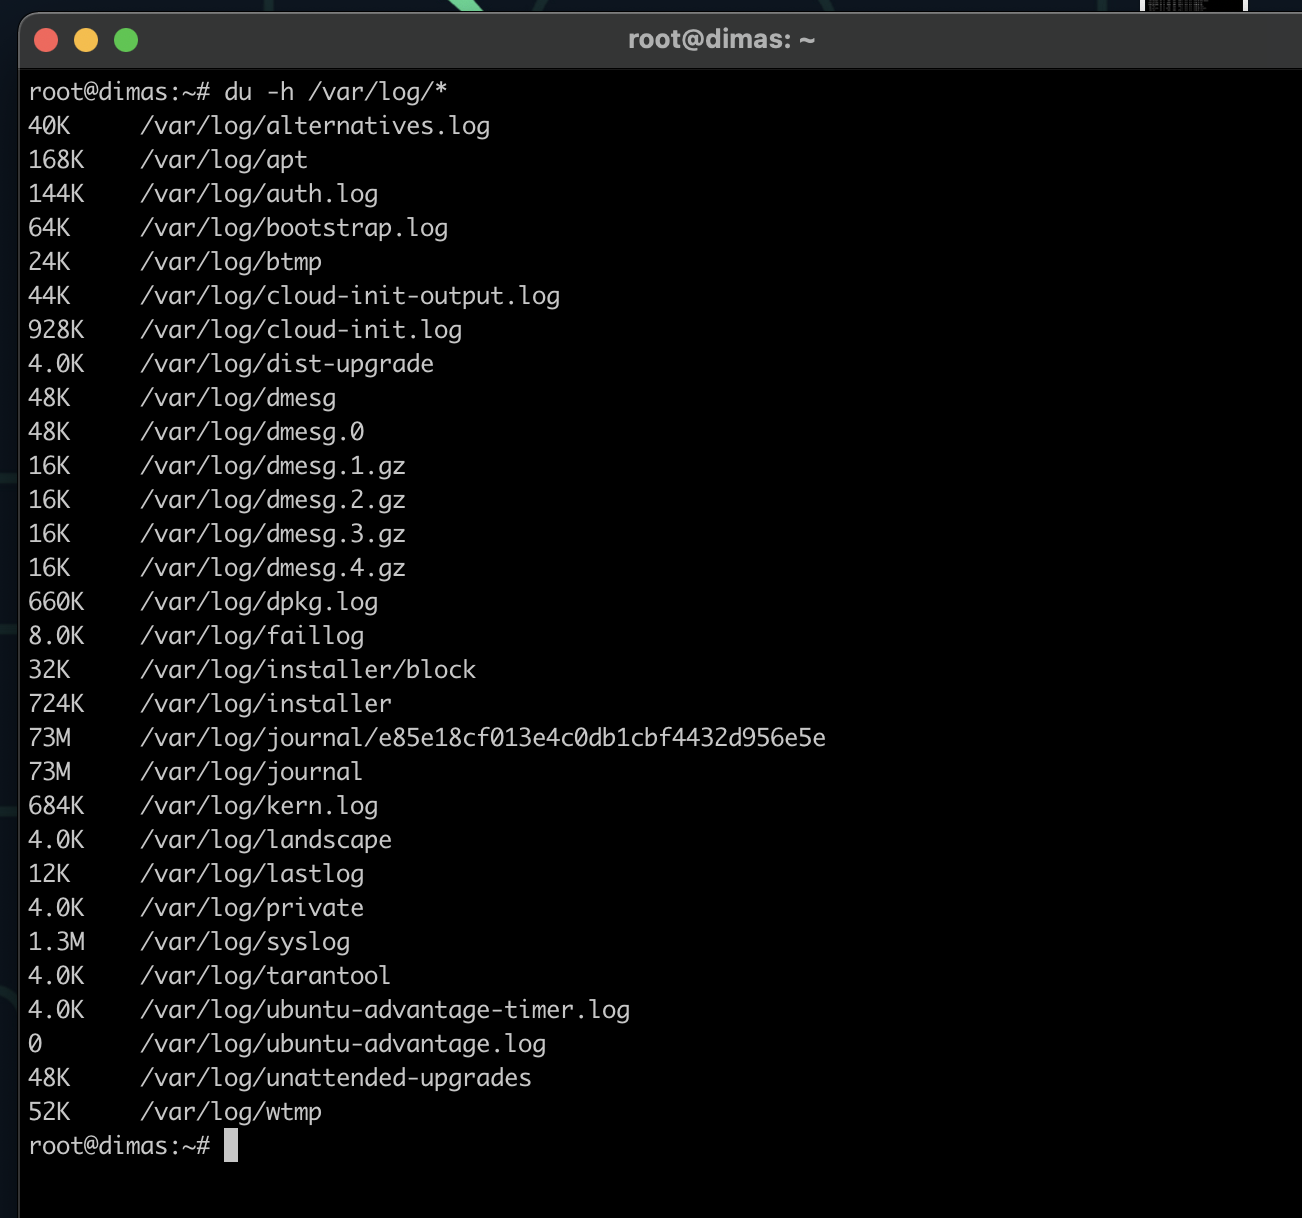 root@dimas: ~
root@dimas:~# du -h /var/log/*
40K /var/log/alternatives.log
168K /var/log/apt
144K /var/log/auth.log
64K /var/log/bootstrap.log
24K /var/log/btmp
44K /var/log/cloud-init-output.log
928K /var/log/cloud-init.log
4.0K /var/log/dist-upgrade
48K /var/log/dmesg
48K /var/log/dmesg.0
16K /var/log/dmesg.1.gz
16K /var/log/dmesg.2.gz
16K /var/log/dmesg.3.gz
16K /var/log/dmesg.4.gz
660K /var/log/dpkg.log
8.0K /var/log/faillog
32K /var/log/installer/block
724K /var/log/installer
73M /var/log/journal/e85e18cf013e4c0db1cbf4432d956e5e
73M /var/log/journal
684K /var/log/kern.log
4.0K /var/log/landscape
12K /var/log/lastlog
4.0K /var/log/private
1.3M /var/log/syslog
4.0K /var/log/tarantool
4.0K /var/log/ubuntu-advantage-timer.log
0 /var/log/ubuntu-advantage.log
48K /var/log/unattended-upgrades
52K /var/log/wtmp
root@dimas:~#